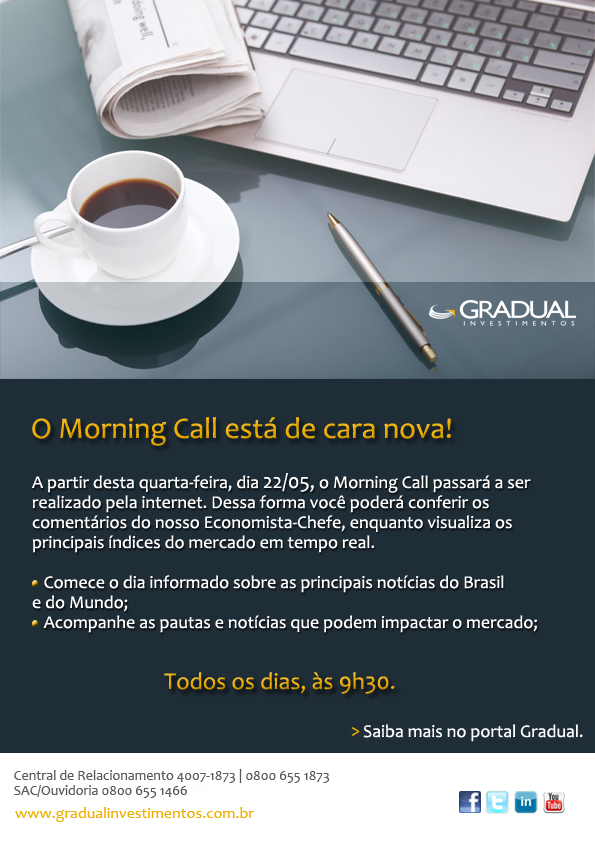 doing well,
GRADUAL
INVESTIMENTOS
O Morning Call está de cara nova!
A partir desta quarta-feira, dia 22/05, o Morning Call passará a ser
realizado pela internet. Dessa forma você poderá conferir os
comentários do nosso Economista-Chefe, enquanto visualiza os
principais índices do mercado em tempo real.
• Comece o dia informado sobre as principais notícias do Brasil
e do Mundo;
• Acompanhe as pautas e notícias que podem impactar o mercado;
Todos os dias, às 9h30.
> Saiba mais no portal Gradual.
Central de Relacionamento 4007-1873 | 0800 655 1873
SAC/Ouvidoria 0800 655 1466
www.gradualinvestimentos.com.br
f t in You Tube